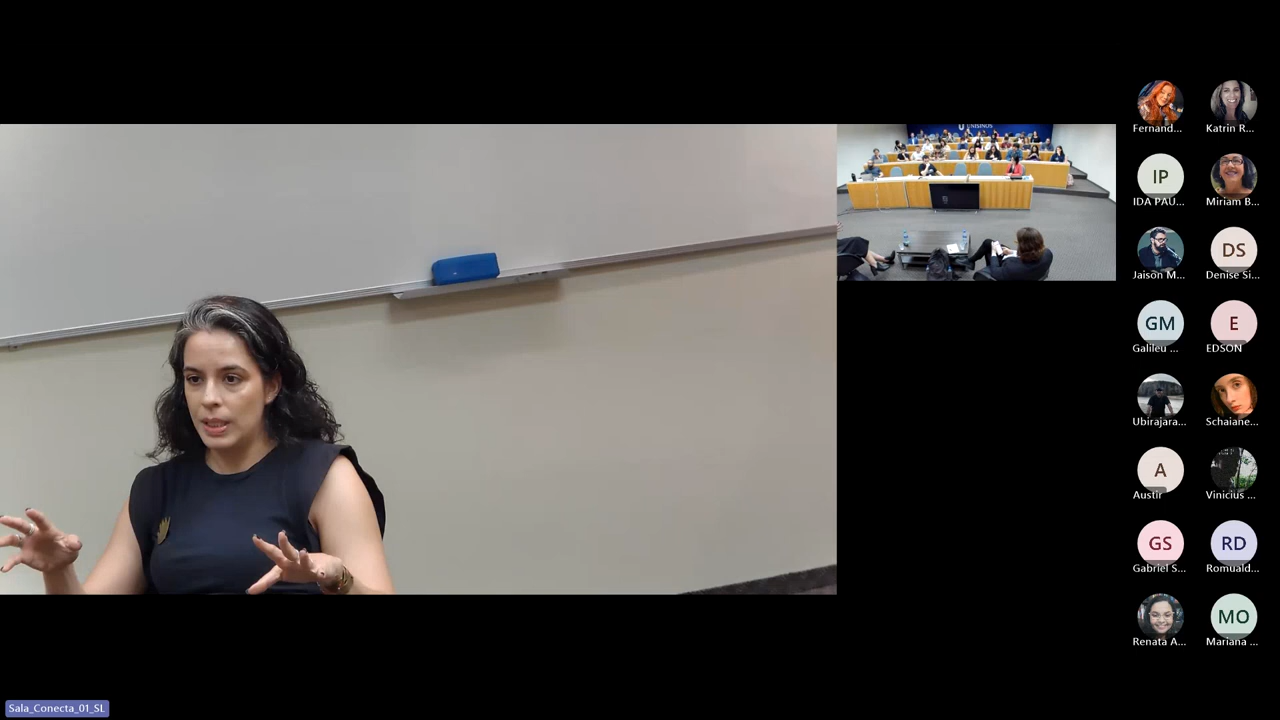 UNISINOS
Fernand...
Katrin R...
IP
IDA PAU...
Miriam B...
Jaison M...
DS
Denise Si...
GM
Galileu ...
E
EDSON
Ubirajara...
Schaiane...
A
Austir
Vinicius ...
GS
Gabriel S...
RD
Romuald...
Renata A...
MO
Mariana ...
Sala_Conecta_01_SL